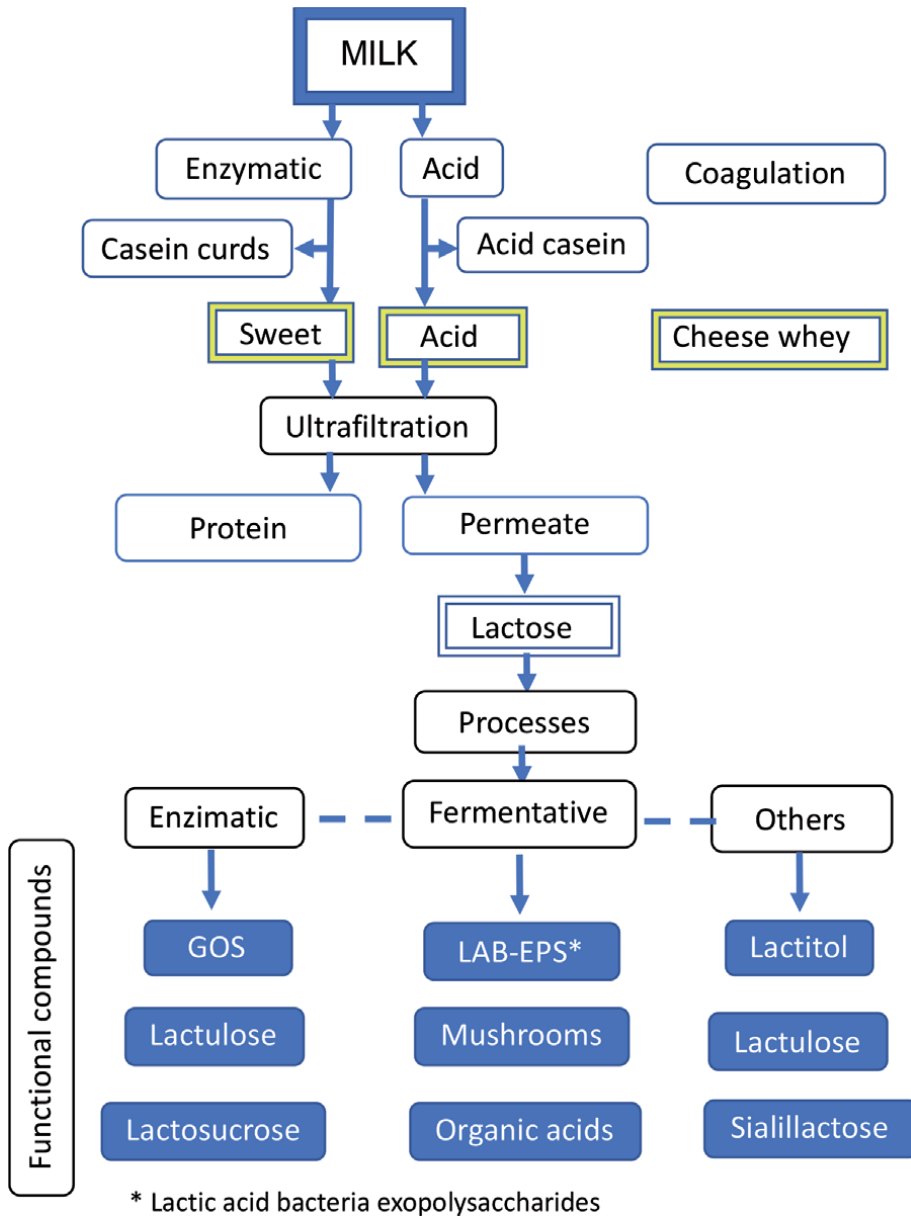 MILK
Enzymatic
Acid
Coagulation
Casein curds
Acid casein
Sweet
Acid
Cheese whey
Ultrafiltration
Protein
Permeate
Lactose
Processes
Enzimatic
Fermentative
Others
Functional compounds
GOS
LAB-EPS*
Lactitol
Lactulose
Mushrooms
Lactulose
Lactosucrose
Organic acids
Sialillactose
* Lactic acid bacteria exopolysaccharides